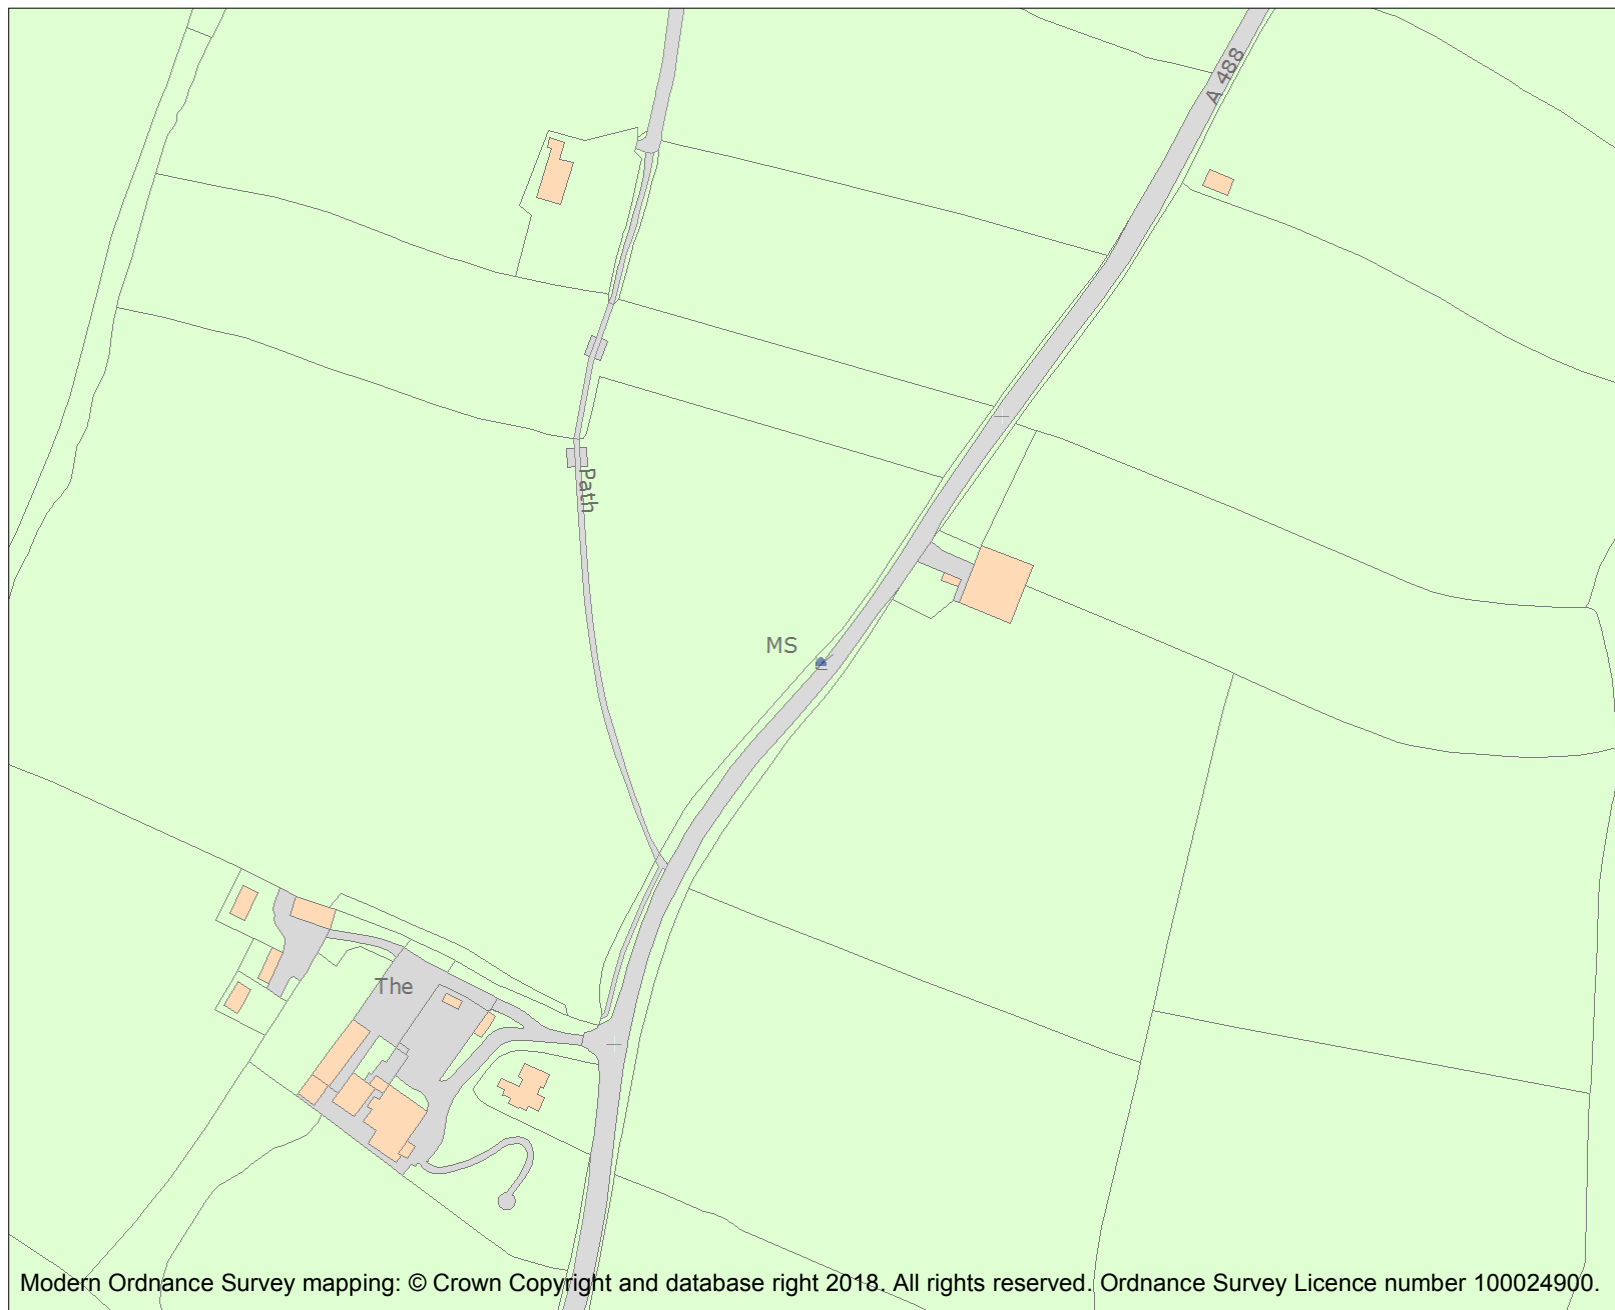 A 488
Path
MS
The
Modern Ordnance Survey mapping: © Crown Copyright and database right 2018. All rights reserved. Ordnance Survey Licence number 100024900.